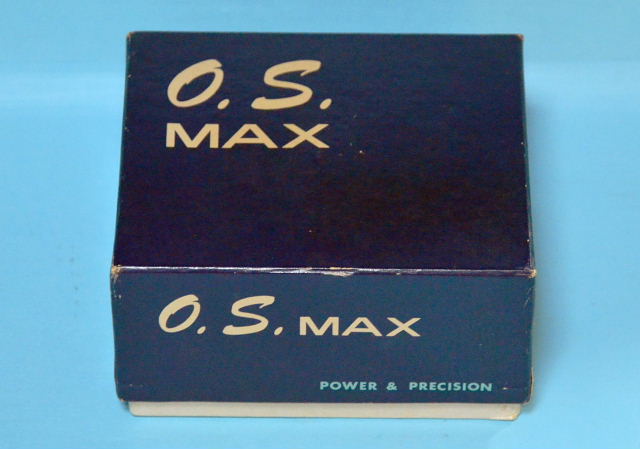 O. S.
MAX
O. S. MAX
POWER & PRECISION